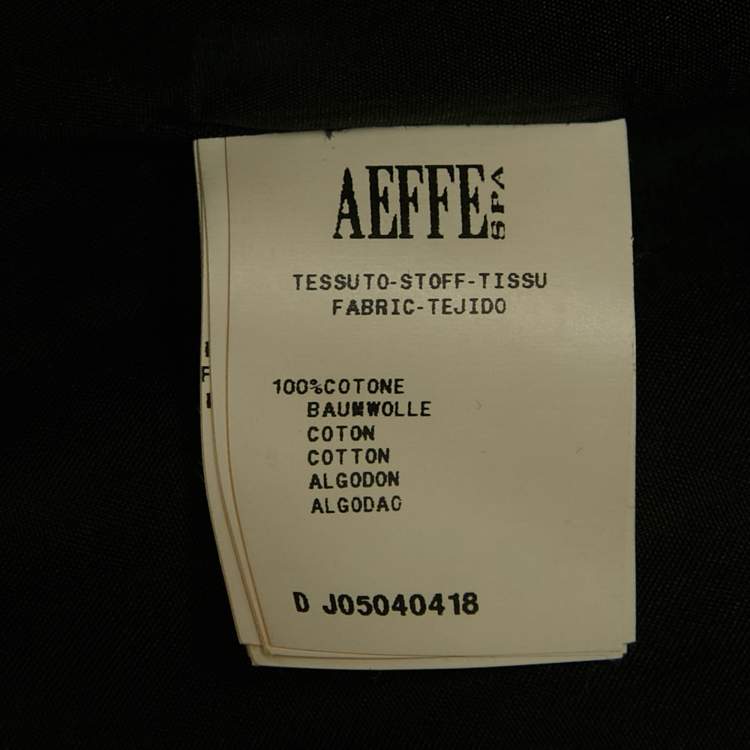 AEFFE SPA
TESSUTO-STOFF-TISSU
FABRIC-TEJIDO
100%COTONE
BAUMWOLLE
COTON
COTTON
ALGODON
ALGODAO
D J05040418